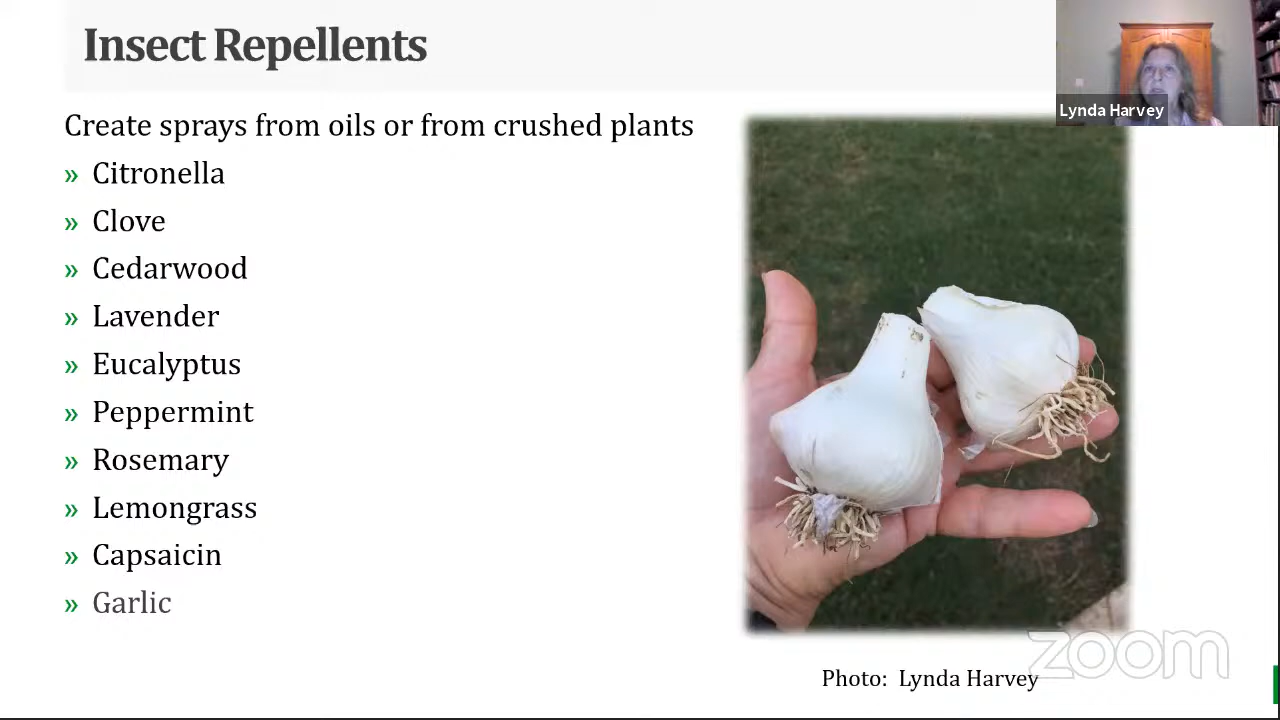 Insect Repellents
Lynda Harvey
Create sprays from oils or from crushed plants
» Citronella
» Clove
» Cedarwood
» Lavender
» Eucalyptus
» Peppermint
» Rosemary
» Lemongrass
» Capsaicin
» Garlic
Photo: Lynda Harvey
zoom